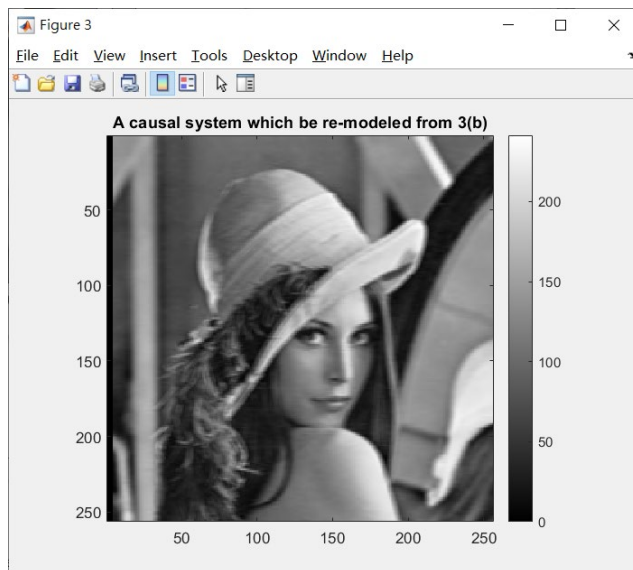 Figure 3
File Edit View Insert Tools Desktop Window Help
A causal system which be re-modeled from 3(b)
50
100
150
200
250
50 100 150 200 250
200
150
100
50
0